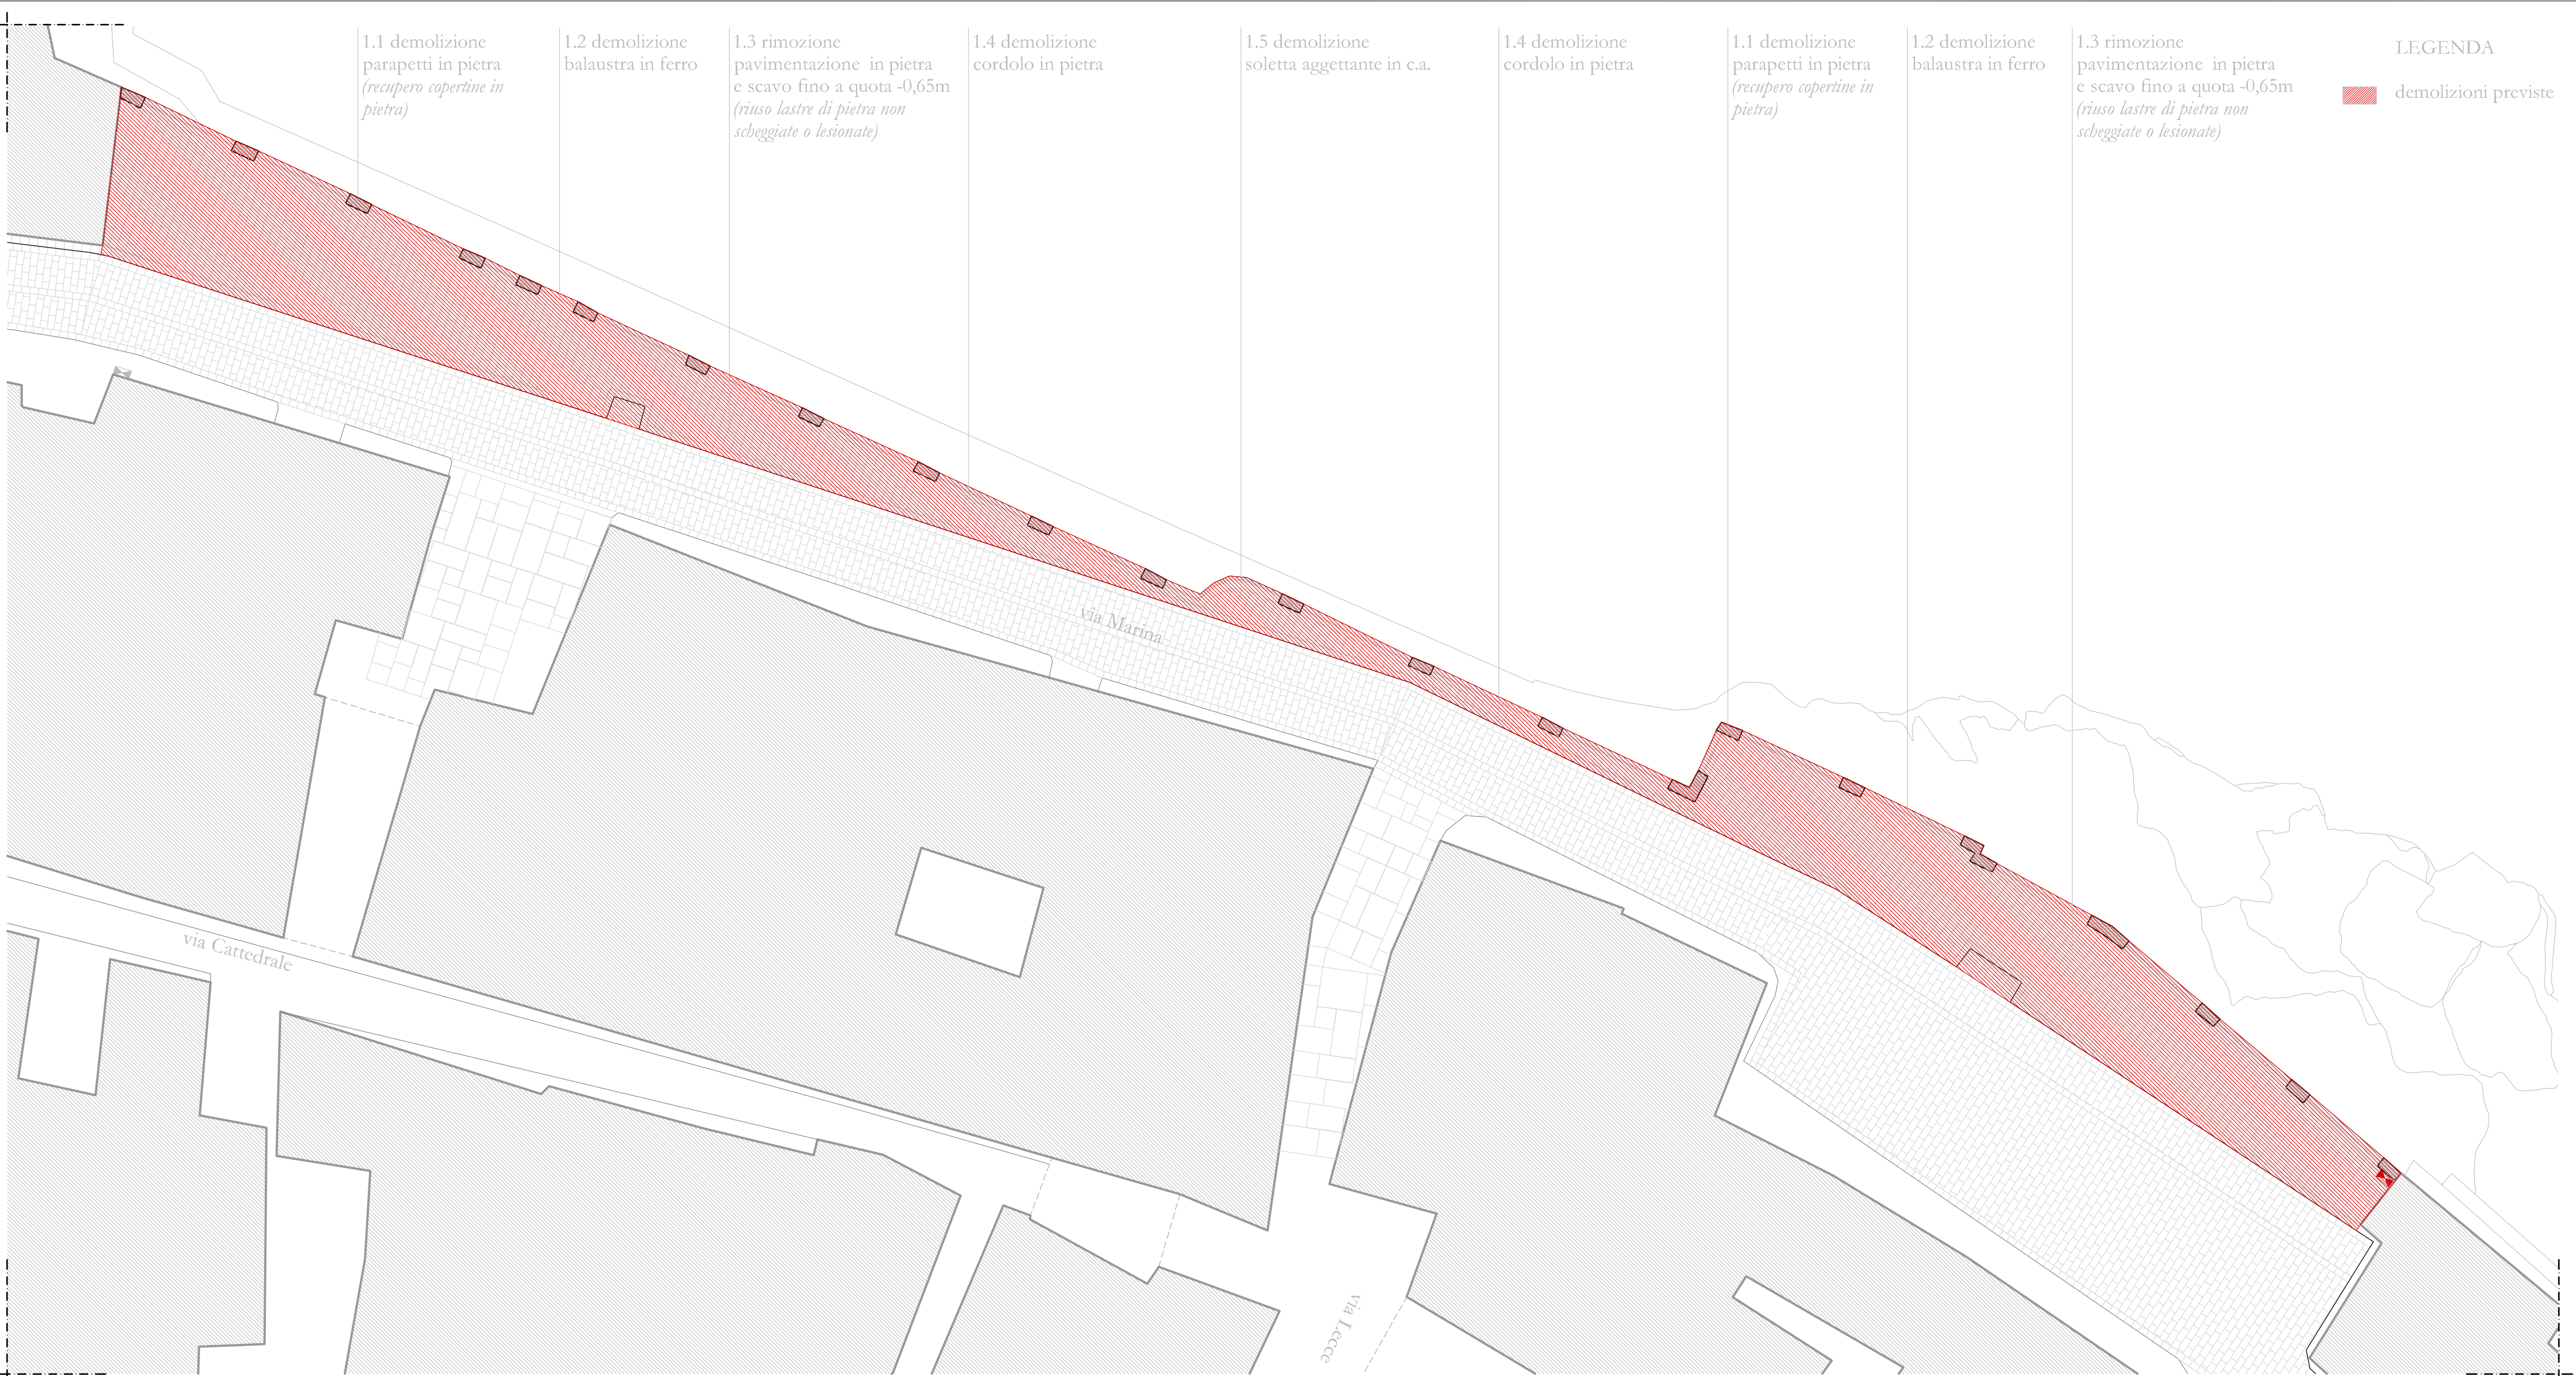 1.1 demolizione
parapetti in pietra
(recupero copertine in
pietra)
1.2 demolizione
balaustra in ferro
1.3 rimozione
pavimentazione  in pietra
e scavo fino a quota -0,65m
(riuso lastre di pietra non
scheggiate o lesionate)
1.4 demolizione
cordolo in pietra
1.5 demolizione
soletta aggettante in c.a.
1.4 demolizione
cordolo in pietra
1.1 demolizione
parapetti in pietra
(recupero copertine in
pietra)
1.2 demolizione
balaustra in ferro
1.3 rimozione
pavimentazione  in pietra
e scavo fino a quota -0,65m
(riuso lastre di pietra non
scheggiate o lesionate)
LEGENDA
demolizioni previste
via Marina
via Cattedrale
via Lecce